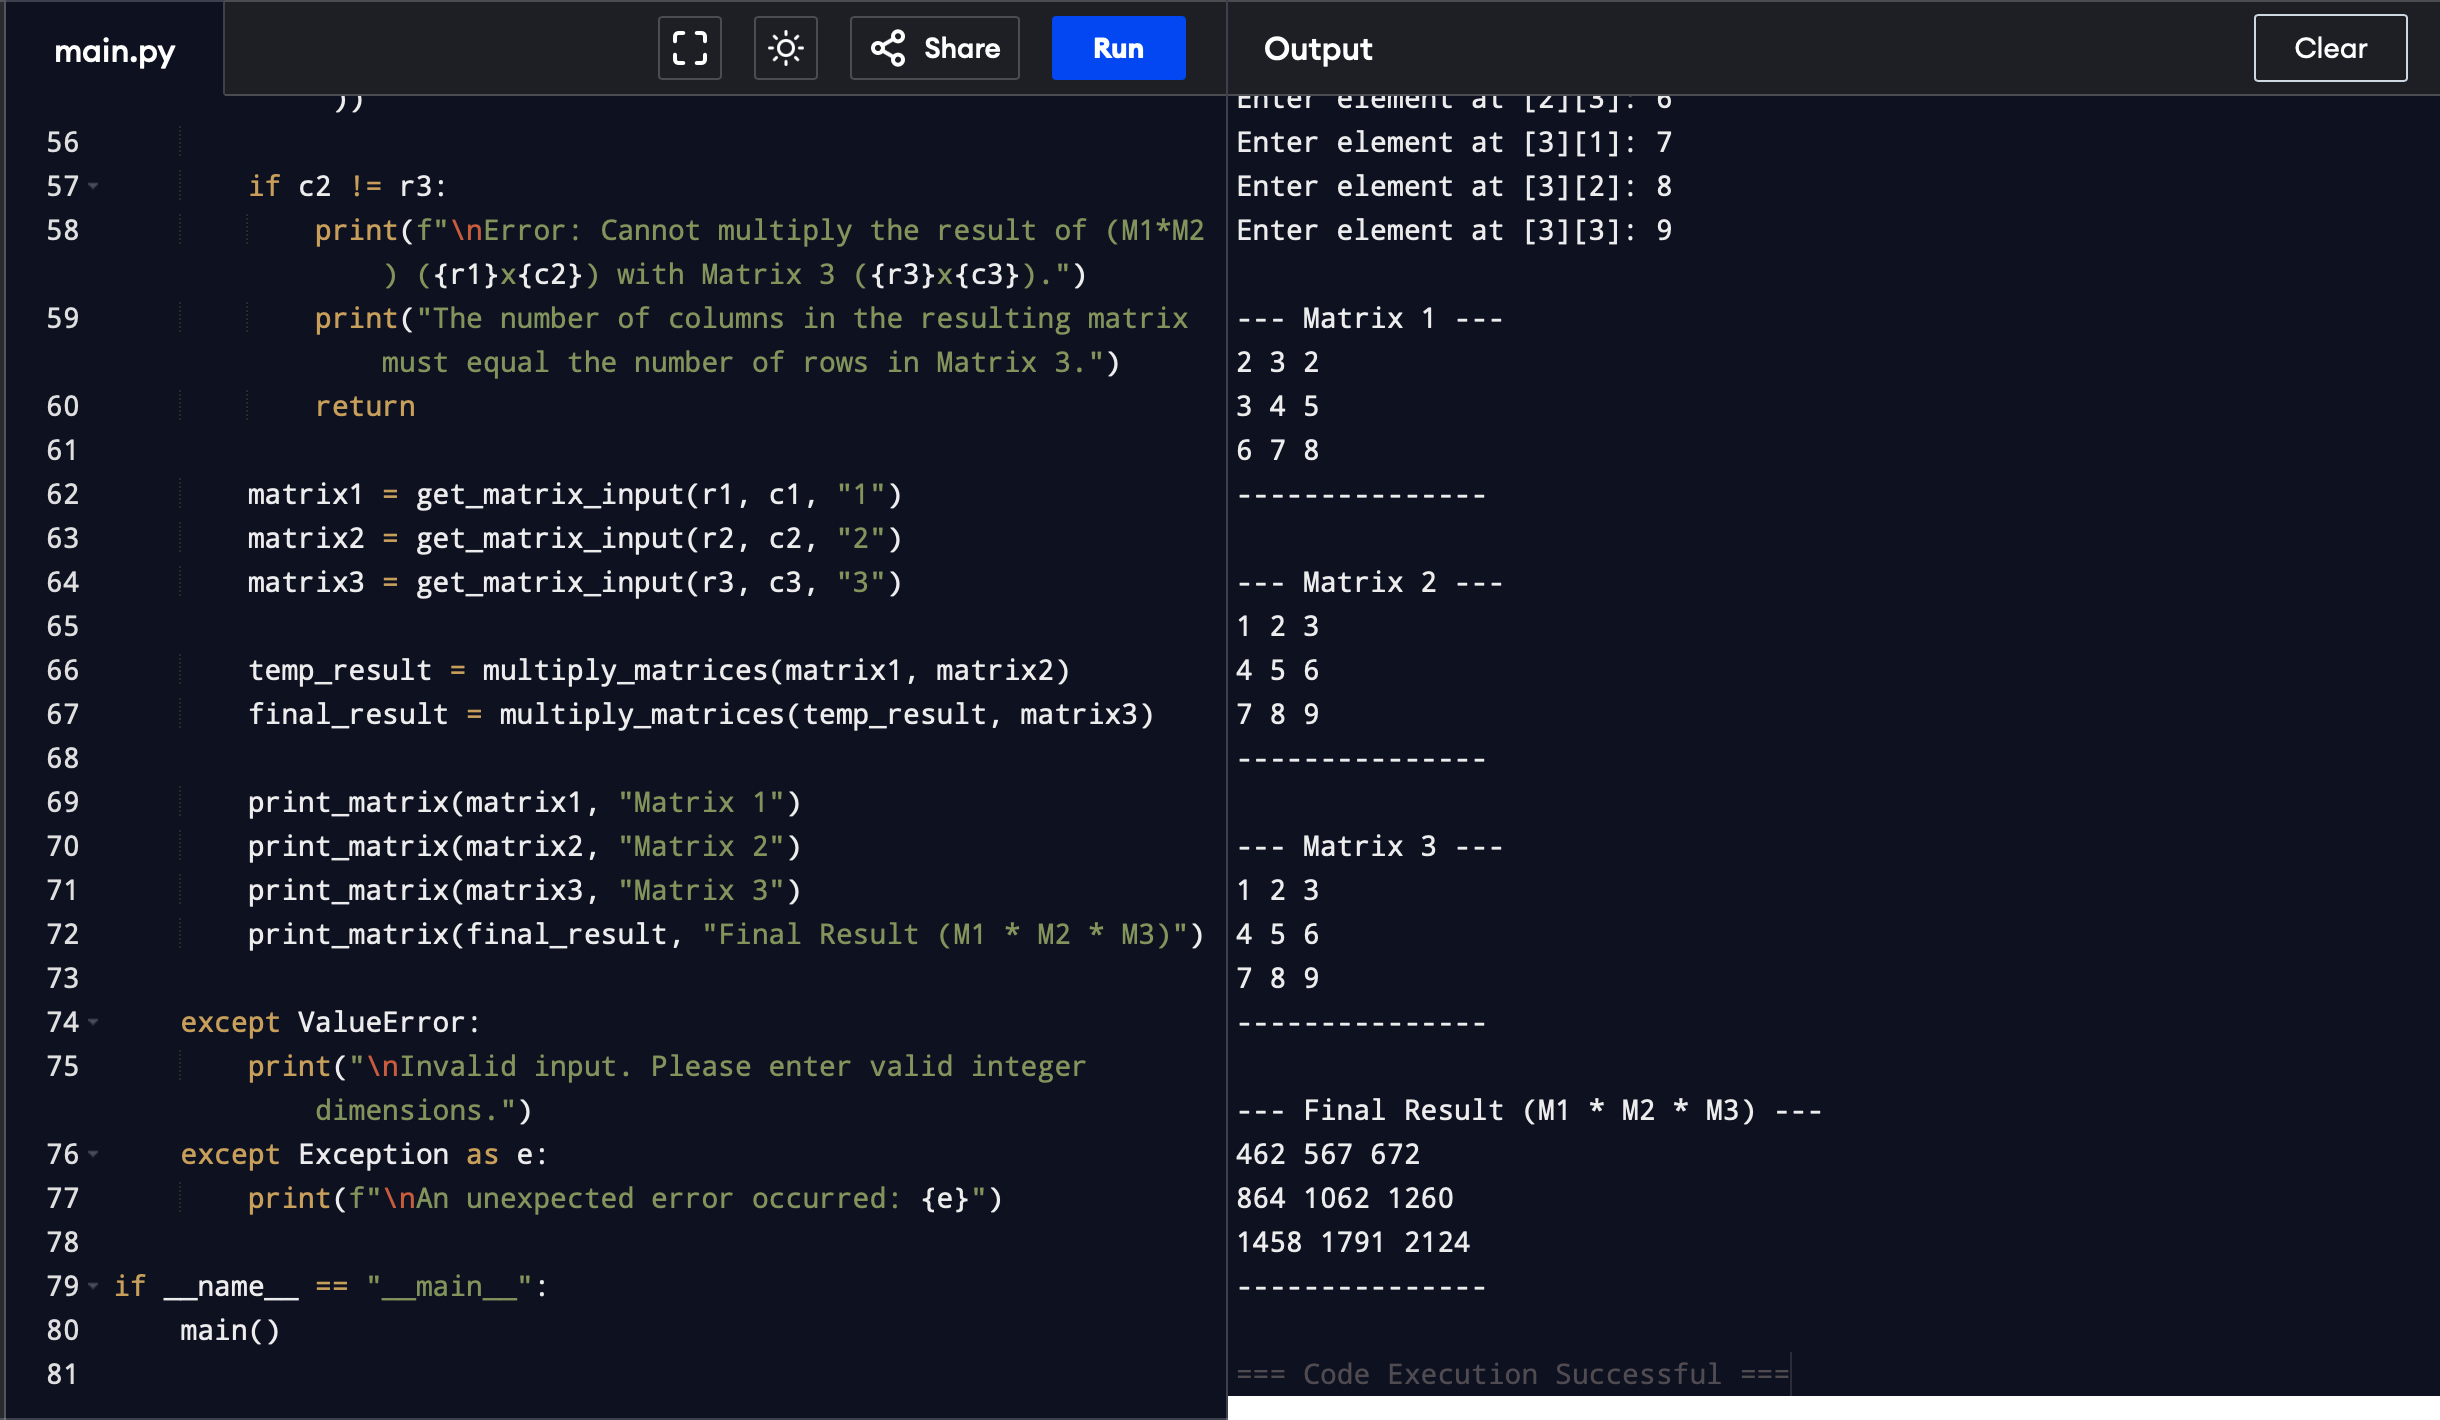 main.py
Share
Run
))
56
57 if c2 != r3:
58 print(f"\nError: Cannot multiply the result of (M1*M2
) ({r1}x{c2}) with Matrix 3 ({r3}x{c3}).")
59 print("The number of columns in the resulting matrix
must equal the number of rows in Matrix 3.")
60 return
61
62 matrix1 = get_matrix_input(r1, c1, "1")
63 matrix2 = get_matrix_input(r2, c2, "2")
64 matrix3 = get_matrix_input(r3, c3, "3")
65
66 temp_result = multiply_matrices(matrix1, matrix2)
67 final_result = multiply_matrices(temp_result, matrix3)
68
69 print_matrix(matrix1, "Matrix 1")
70 print_matrix(matrix2, "Matrix 2")
71 print_matrix(matrix3, "Matrix 3")
72 print_matrix(final_result, "Final Result (M1 * M2 * M3)")
73
74 except ValueError:
75 print("\nInvalid input. Please enter valid integer
dimensions.")
76 except Exception as e:
77 print(f"\nAn unexpected error occurred: {e}")
78
79 if __name__ == "__main__":
80 main()
81
Output
Clear
Enter element at [2][3]: 6
Enter element at [3][1]: 7
Enter element at [3][2]: 8
Enter element at [3][3]: 9
--- Matrix 1 ---
2 3 2
3 4 5
6 7 8
---------------
--- Matrix 2 ---
1 2 3
4 5 6
7 8 9
---------------
--- Matrix 3 ---
1 2 3
4 5 6
7 8 9
---------------
--- Final Result (M1 * M2 * M3) ---
462 567 672
864 1062 1260
1458 1791 2124
---------------
=== Code Execution Successful ===